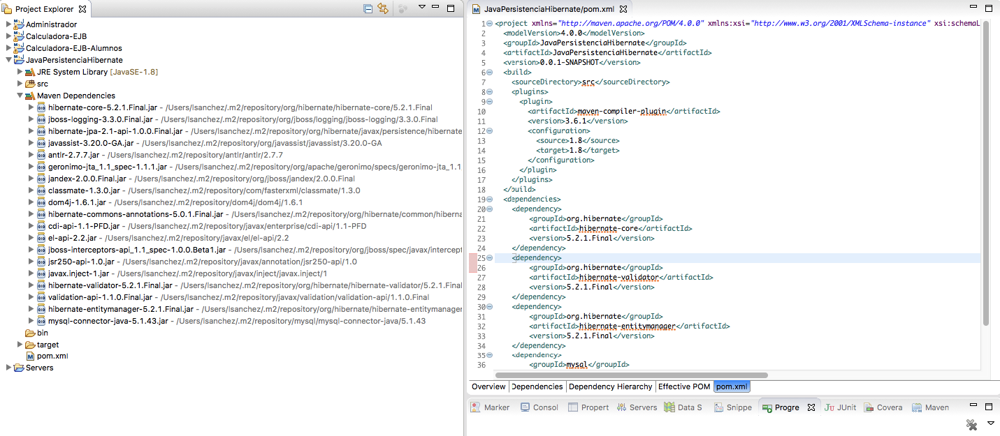 Project Explorer
Administrador
Calculadora-EJB
Calculadora-EJB-Alumnos
JavaPersistenciaHibernate
JRE System Library [JavaSE-1.8]
src
Maven Dependencies
hibernate-core-5.2.1.Final.jar - /Users/lsanchez/.m2/repository/org/hibernate/hibernate-core/5.2.1.Final
jboss-logging-3.3.0.Final.jar - /Users/lsanchez/.m2/repository/org/jboss/logging/jboss-logging/3.3.0.Final
hibernate-jpa-2.1-api-1.0.0.Final.jar - /Users/lsanchez/.m2/repository/org/hibernate/javax/persistence/hibernate
javassist-3.20.0-GA.jar - /Users/lsanchez/.m2/repository/org/javassist/javassist/3.20.0-GA
antlr-2.7.7.jar - /Users/lsanchez/.m2/repository/antlr/antlr/2.7.7
geronimo-jta_1.1_spec-1.1.1.jar - /Users/lsanchez/.m2/repository/org/apache/geronimo/specs/geronimo-jta_1.1_
jandex-2.0.0.Final.jar - /Users/lsanchez/.m2/repository/org/jboss/jandex/2.0.0.Final
classmate-1.3.0.jar - /Users/lsanchez/.m2/repository/com/fasterxml/classmate/1.3.0
dom4j-1.6.1.jar - /Users/lsanchez/.m2/repository/dom4j/dom4j/1.6.1
hibernate-commons-annotations-5.0.1.Final.jar - /Users/lsanchez/.m2/repository/org/hibernate/common/hiberna
cdi-api-1.1-PFD.jar - /Users/lsanchez/.m2/repository/javax/enterprise/cdi-api/1.1-PFD
el-api-2.2.jar - /Users/lsanchez/.m2/repository/javax/el/el-api/2.2
jboss-interceptors-api_1.1_spec-1.0.0.Beta1.jar - /Users/lsanchez/.m2/repository/org/jboss/spec/javax/intercept
jsr250-api-1.0.jar - /Users/lsanchez/.m2/repository/javax/annotation/jsr250-api/1.0
javax.inject-1.jar - /Users/lsanchez/.m2/repository/javax/inject/javax.inject/1
hibernate-validator-5.2.1.Final.jar - /Users/lsanchez/.m2/repository/org/hibernate/hibernate-validator/5.2.1.Final
validation-api-1.1.0.Final.jar - /Users/lsanchez/.m2/repository/javax/validation/validation-api/1.1.0.Final
hibernate-entitymanager-5.2.1.Final.jar - /Users/lsanchez/.m2/repository/org/hibernate/hibernate-entitymanager
mysql-connector-java-5.1.43.jar - /Users/lsanchez/.m2/repository/mysql/mysql-connector-java/5.1.43
bin
target
pom.xml
Servers
JavaPersistenciaHibernate/pom.xml
1 <project xmlns="http://maven.apache.org/POM/4.0.0" xmlns:xsi="http://www.w3.org/2001/XMLSchema-instance" xsi:schemaL
2 <modelVersion>4.0.0</modelVersion>
3 <groupId>JavaPersistenciaHibernate</groupId>
4 <artifactId>JavaPersistenciaHibernate</artifactId>
5 <version>0.0.1-SNAPSHOT</version>
6 <build>
7 <sourceDirectory>src</sourceDirectory>
8 <plugins>
9 <plugin>
10 <artifactId>maven-compiler-plugin</artifactId>
11 <version>3.6.1</version>
12 <configuration>
13 <source>1.8</source>
14 <target>1.8</target>
15 </configuration>
16 </plugin>
17 </plugins>
18 </build>
19 <dependencies>
20 <dependency>
21 <groupId>org.hibernate</groupId>
22 <artifactId>hibernate-core</artifactId>
23 <version>5.2.1.Final</version>
24 </dependency>
25 <dependency>
26 <groupId>org.hibernate</groupId>
27 <artifactId>hibernate-validator</artifactId>
28 <version>5.2.1.Final</version>
29 </dependency>
30 <dependency>
31 <groupId>org.hibernate</groupId>
32 <artifactId>hibernate-entitymanager</artifactId>
33 <version>5.2.1.Final</version>
34 </dependency>
35 <dependency>
36 <groupId>mysql</groupId>
Overview Dependencies Dependency Hierarchy Effective POM pom.xml
Marker Consol Propert Servers Data S Snippe Progre JUnit Covera Maven